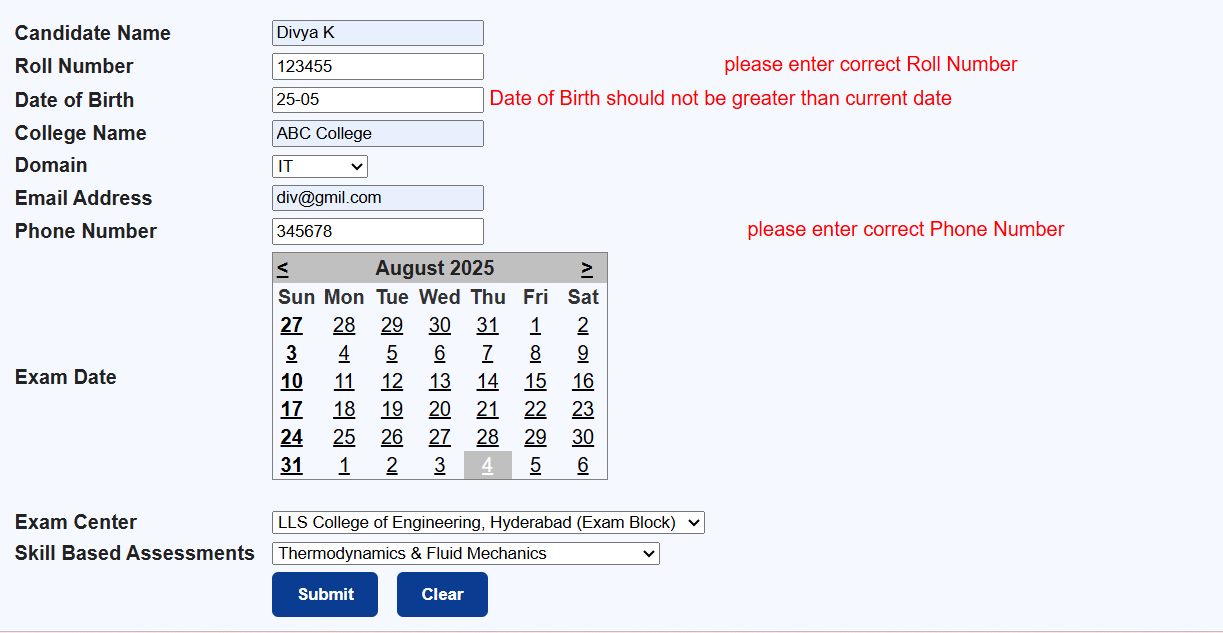 Candidate Name Divya K
Roll Number 123455 please enter correct Roll Number
Date of Birth 25-05 Date of Birth should not be greater than current date
College Name ABC College
Domain IT
Email Address div@gmil.com
Phone Number 345678 please enter correct Phone Number
< August 2025 >
Sun Mon Tue Wed Thu Fri Sat
27 28 29 30 31 1 2
3 4 5 6 7 8 9
Exam Date 10 11 12 13 14 15 16
17 18 19 20 21 22 23
24 25 26 27 28 29 30
31 1 2 3 4 5 6
Exam Center LLS College of Engineering, Hyderabad (Exam Block)
Skill Based Assessments Thermodynamics & Fluid Mechanics
Submit Clear